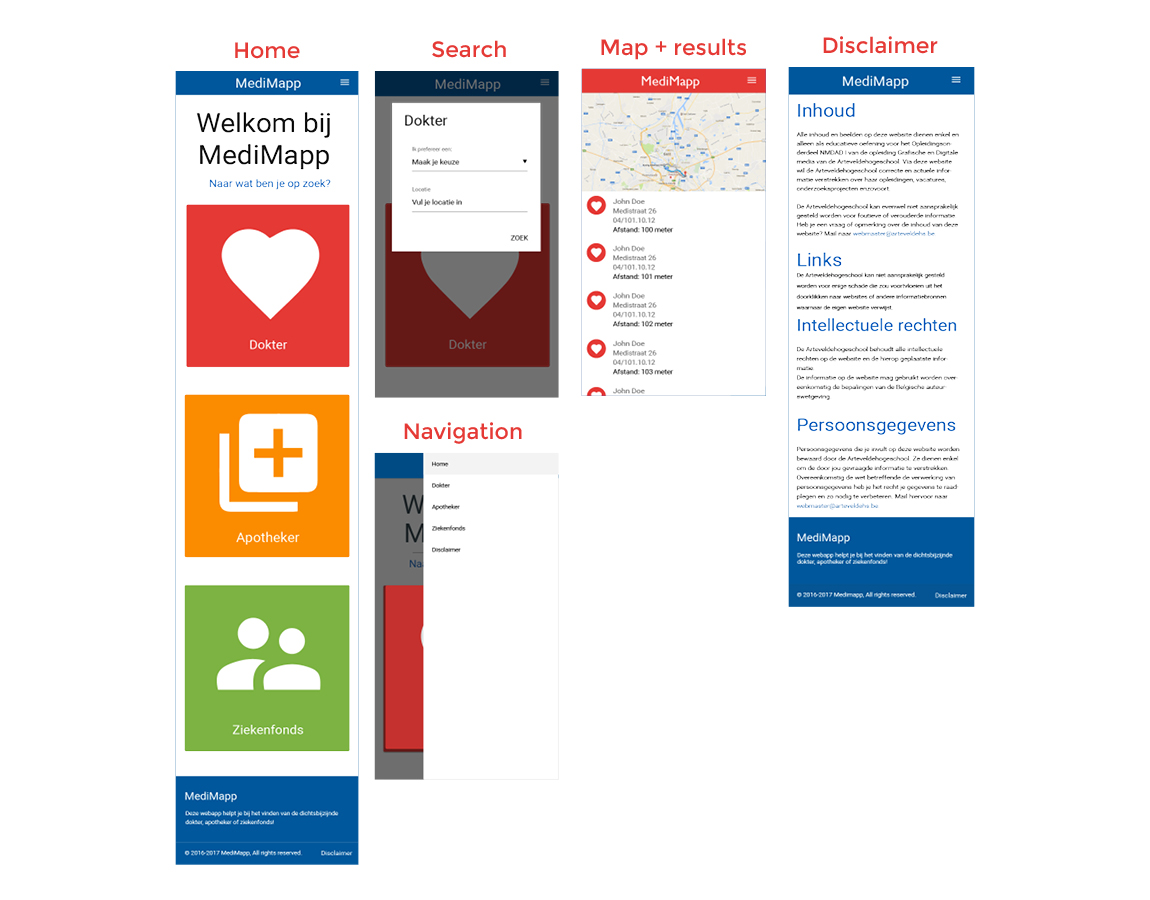 Home
MediMapp
Welkom bij
MediMapp
Naar wat ben je op zoek?
Dokter
Apotheker
Ziekenfonds
MediMapp
Deze webapp helpt je bij het vinden van de dichtsbijzijnde
dokter, apotheker of ziekenfonds!
© 2016-2017 MediMapp, All rights reserved.
Disclaimer
Search
MediMapp
Dokter
Ik prefereer een:
Maak je keuze
Locatie
Vul je locatie in
ZOEK
Dokter
Navigation
Home
Dokter
Apotheker
Ziekenfonds
Disclaimer
W
M
Na
Map + results
MediMapp
John Doe
Medistraat 26
04/101.10.12
Afstand: 100 meter
John Doe
Medistraat 26
04/101.10.12
Afstand: 101 meter
John Doe
Medistraat 26
04/101.10.12
Afstand: 102 meter
John Doe
Medistraat 26
04/101.10.12
Afstand: 103 meter
John Doe
Disclaimer
MediMapp
Inhoud
Alle inhoud en beelden op deze website dienen enkel en
alleen als educatieve oefening voor het Opleidingson-
derdeel NMDAD I van de opleiding Grafische en Digitale
media van de Arteveldehogeschool. Via deze website
wil de Arteveldehogeschool correcte en actuele infor-
matie verstrekken over haar opleidingen, vacatures,
onderzoeksprojecten enzovoort.
De Arteveldehogeschool kan evenwel niet aansprakelijk
gesteld worden voor foutieve of verouderde informatie.
Heb je een vraag of opmerking over de inhoud van deze
website? Mail naar webmaster@arteveldehs.be.
Links
De Arteveldehogeschool kan niet aansprakelijk gesteld
worden voor enige schade die zou voortvloeien uit het
doorklikken naar websites of andere informatiebronnen
waarnaar de eigen website verwijst.
Intellectuele rechten
De Arteveldehogeschool behoudt alle intellectuele
rechten op de website en de hierop geplaatste infor-
matie.
De informatie op de website mag gebruikt worden over-
eenkomstig de bepalingen van de Belgische auteur-
swetgeving.
Persoonsgegevens
Persoonsgegevens die je invult op deze website worden
bewaard door de Arteveldehogeschool. Ze dienen enkel
om de door jou gevraagde informatie te verstrekken.
Overeenkomstig de wet betreffende de verwerking van
persoonsgegevens heb je het recht je gegevens te raad
plegen en zo nodig te verbeteren. Mail hiervoor naar
webmaster@arteveldehs.be.
MediMapp
Deze webapp helpt je bij het vinden van de dichtsbijzijnde
dokter, apotheker of ziekenfonds!
© 2016-2017 Medimapp, All rights reserved.
Disclaimer